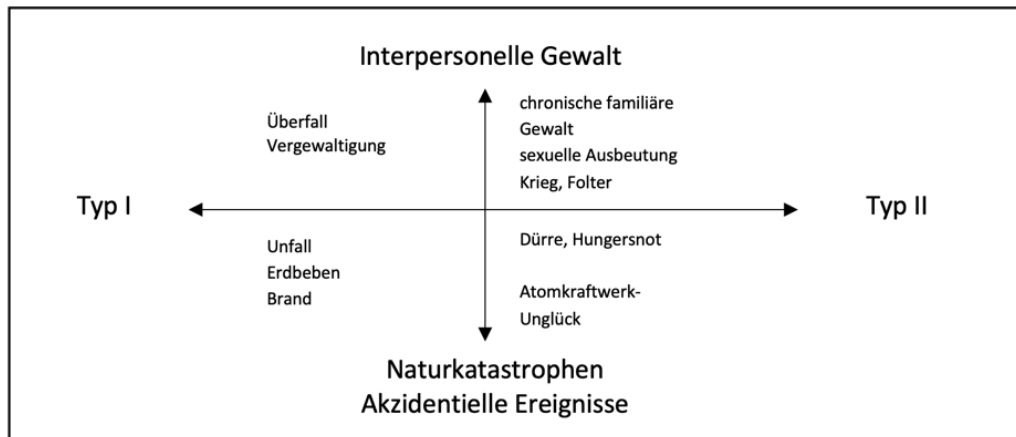 Interpersonelle Gewalt
Überfall
Vergewaltigung
chronische familiäre
Gewalt
sexuelle Ausbeutung
Krieg, Folter
Typ I
Typ II
Unfall
Erdbeben
Brand
Dürre, Hungersnot
Atomkraftwerk-
Unglück
Naturkatastrophen
Akzidentielle Ereignisse